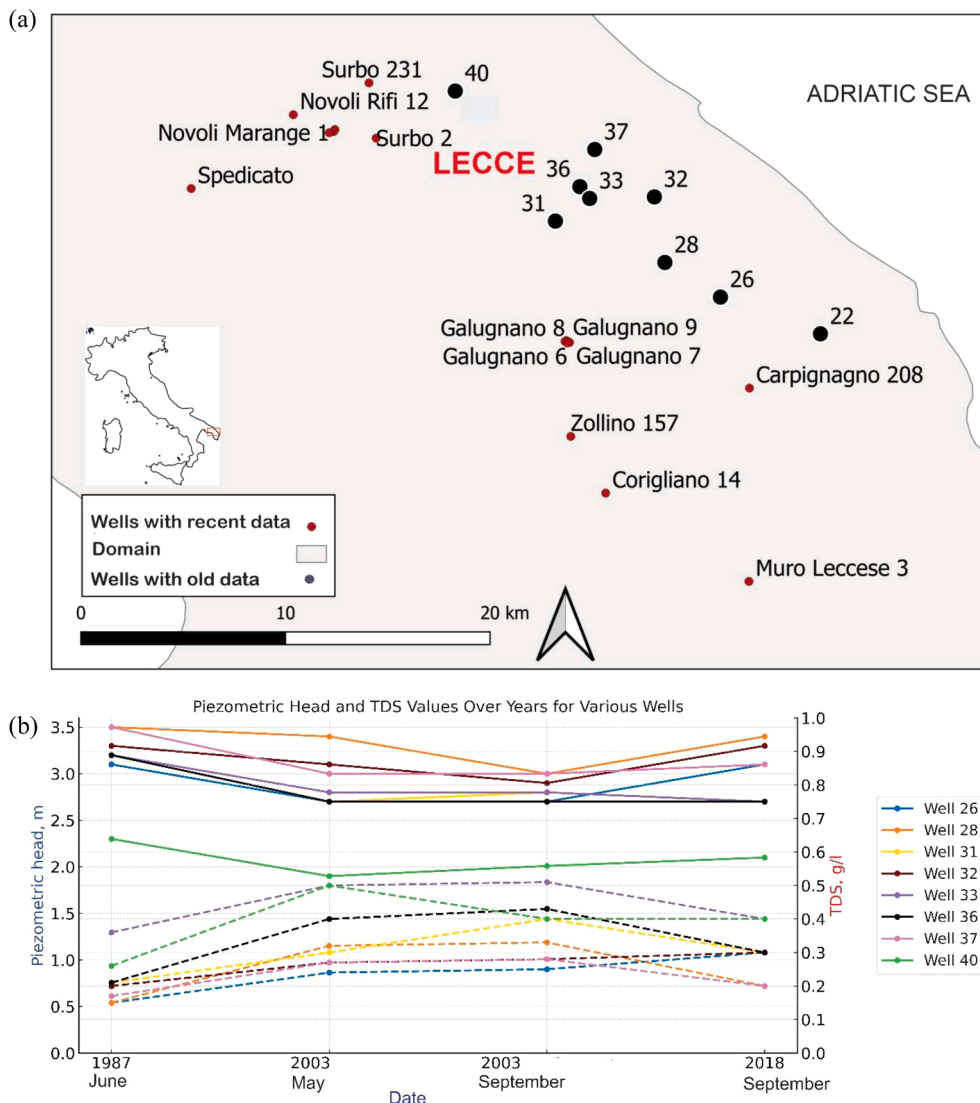 (a)
Surbo 231
40
ADRIATIC SEA
Novoli Rifi 12
Novoli Marange 1
Surbo 2
37
LECCE
Spedicato
36
33
32
31
28
26
22
Galugnano 8
Galugnano 9
Galugnano 6
Galugnano 7
Carpignagno 208
Zollino 157
Corigliano 14
Muro Leccese 3
Wells with recent data
Domain
Wells with old data
0
10
20 km
(b)
Piezometric Head and TDS Values Over Years for Various Wells
Piezometric head, m
3.5
3.0
2.5
2.0
1.5
1.0
0.5
0.0
TDS, g/l
1.0
0.9
0.8
0.7
0.6
0.5
0.4
0.3
0.2
0.1
0.0
1987
June
2003
May
2003
September
2018
September
Date
Well 26
Well 28
Well 31
Well 32
Well 33
Well 36
Well 37
Well 40